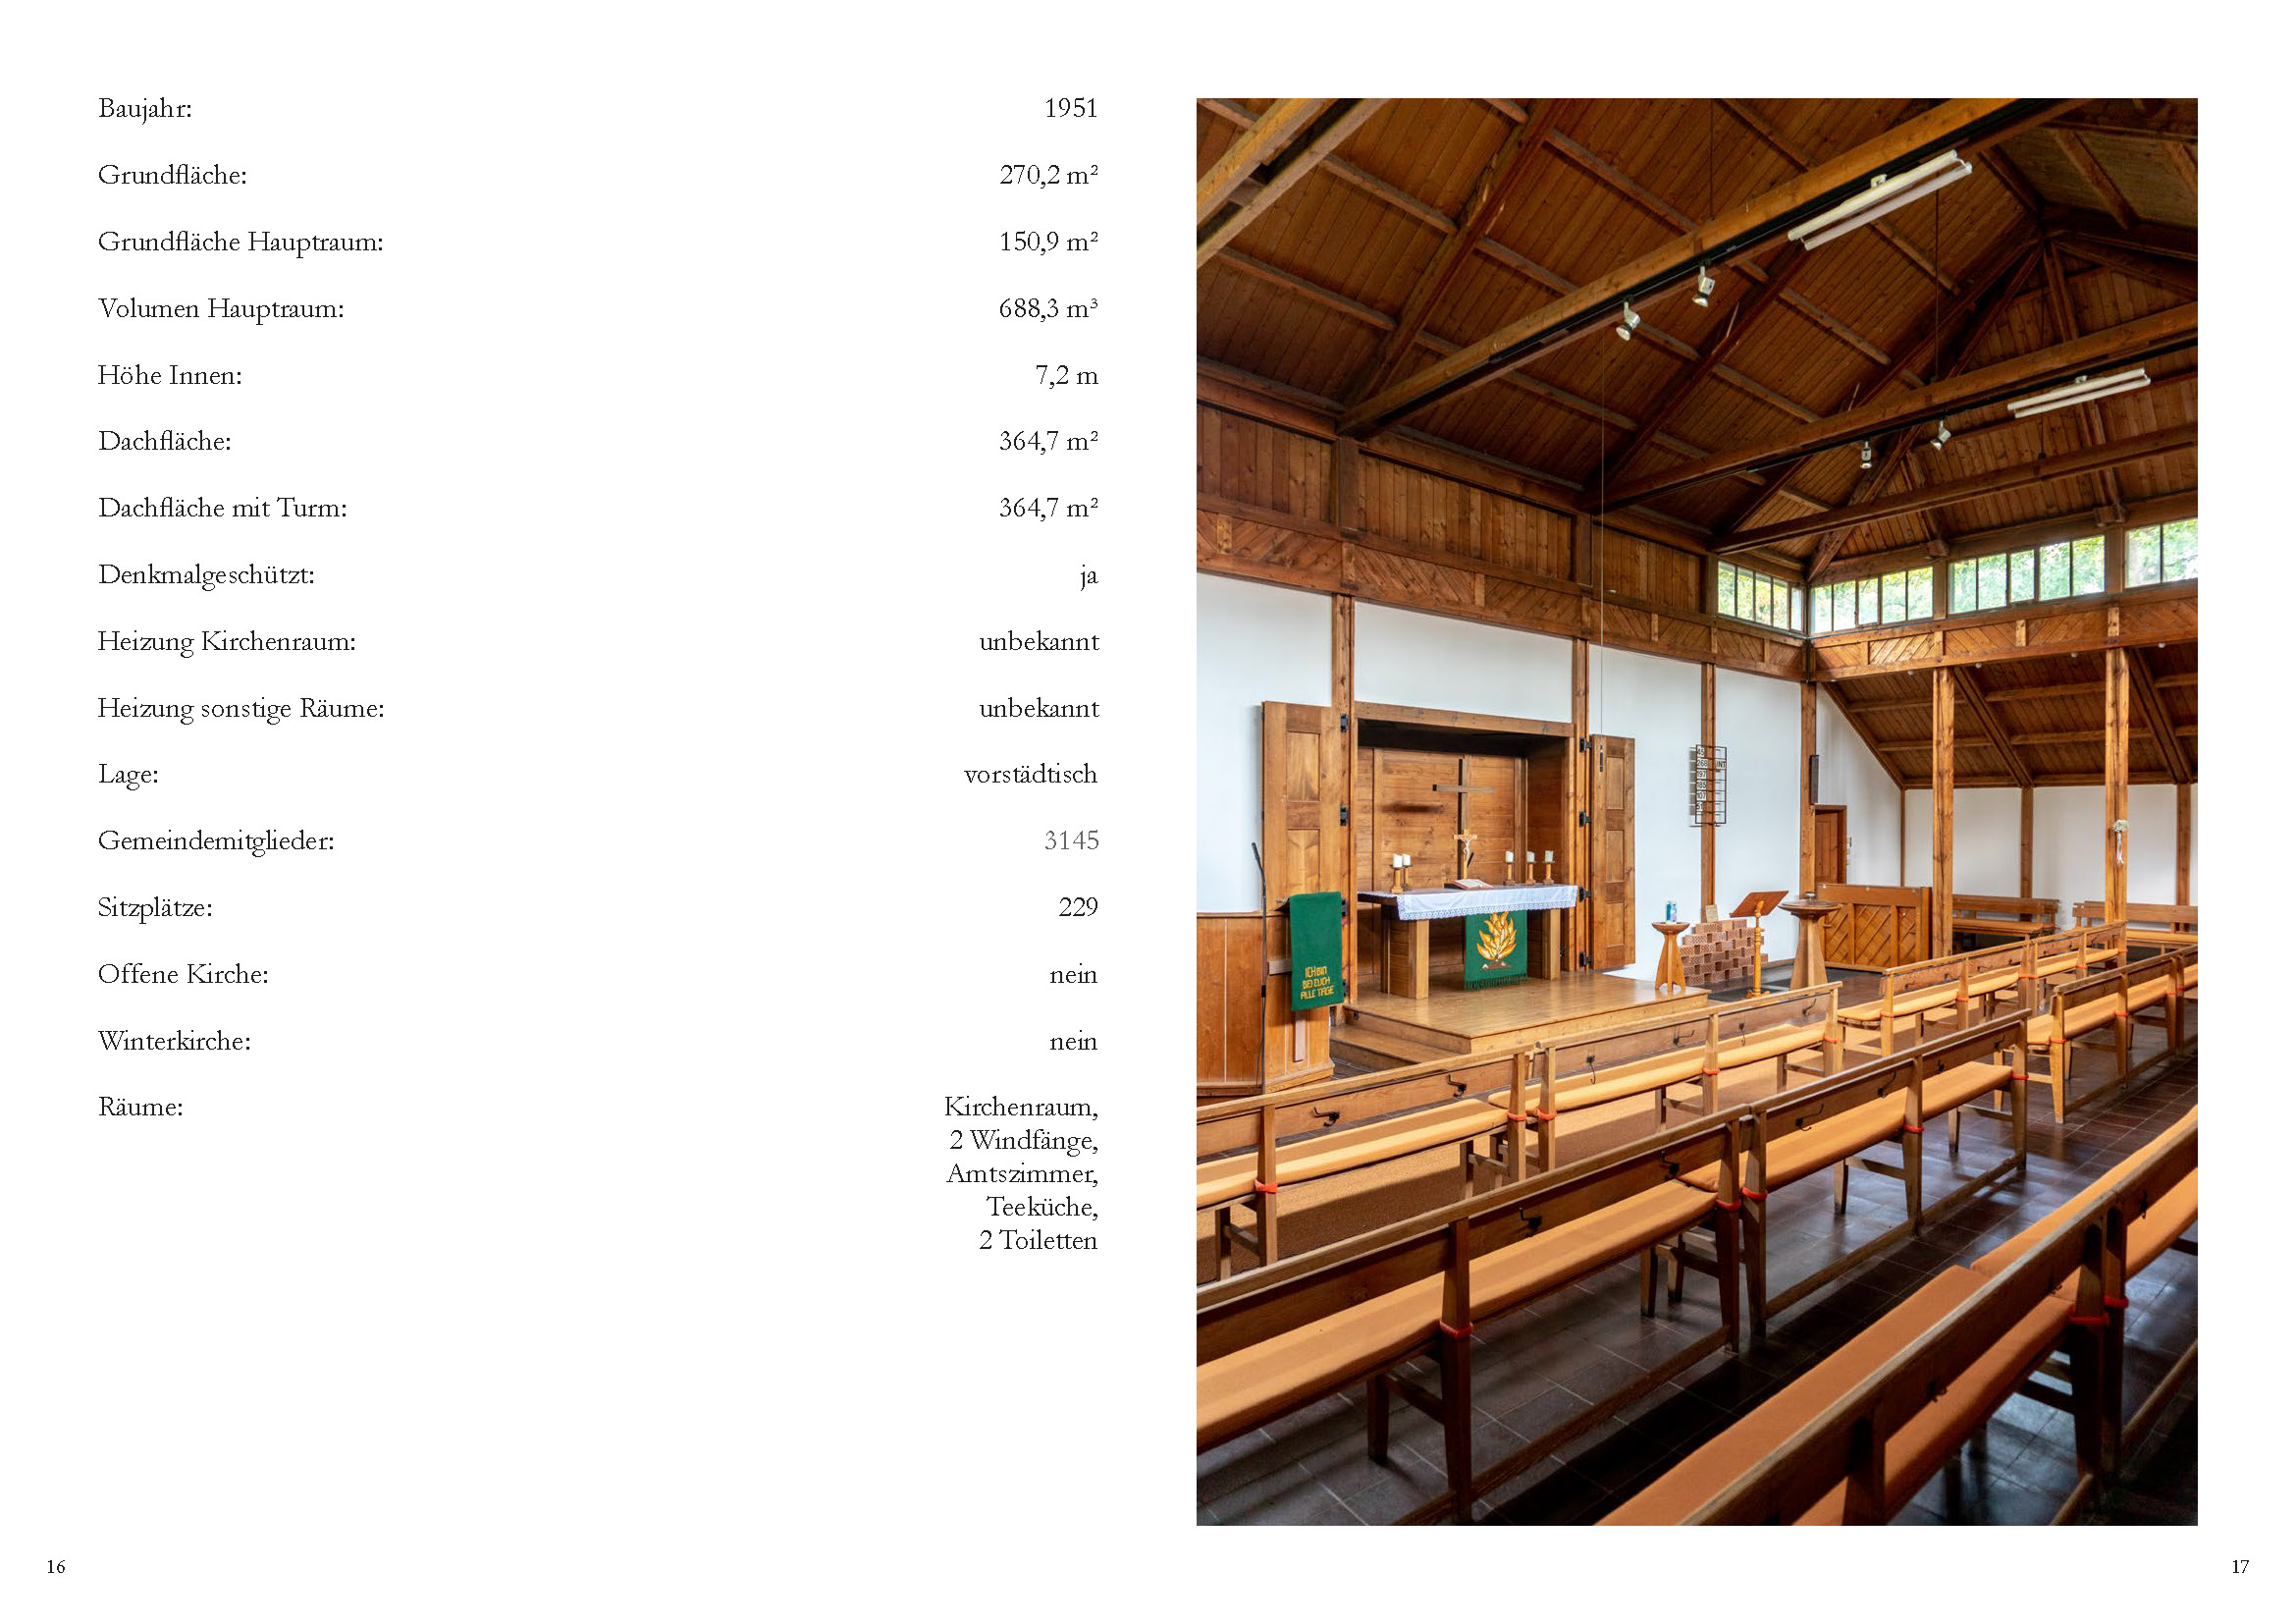 Baujahr: 1951
Grundfläche: 270,2 m²
Grundfläche Hauptraum: 150,9 m²
Volumen Hauptraum: 688,3 m³
Höhe Innen: 7,2 m
Dachfläche: 364,7 m²
Dachfläche mit Turm: 364,7 m²
Denkmalgeschützt: ja
Heizung Kirchenraum: unbekannt
Heizung sonstige Räume: unbekannt
Lage: vorstädtisch
Gemeindemitglieder: 3145
Sitzplätze: 229
Offene Kirche: nein
Winterkirche: nein
Räume: Kirchenraum,
2 Windfänge,
Amtszimmer,
Teeküche,
2 Toiletten
ICH BIN
BEI EUCH
ALLE TAGE
16
17